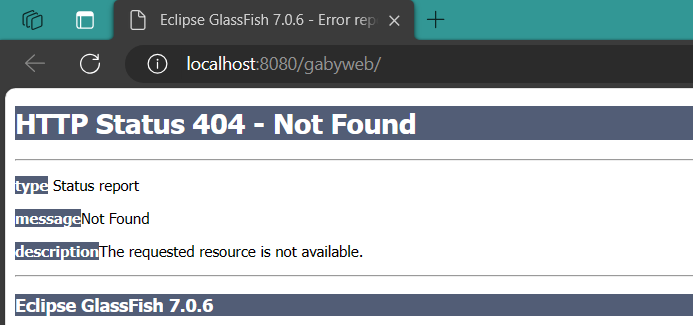 Eclipse GlassFish 7.0.6 - Error rep
localhost:8080/gabyweb/
HTTP Status 404 - Not Found
type Status report
messageNot Found
descriptionThe requested resource is not available.
Eclipse GlassFish 7.0.6